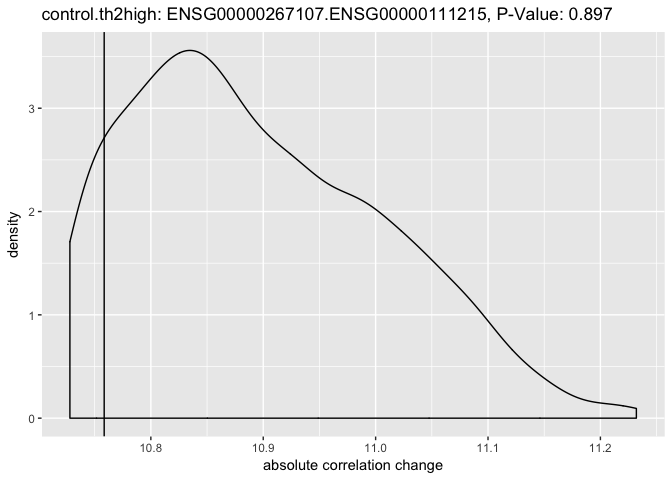 control.th2high: ENSG00000267107.ENSG00000111215, P-Value: 0.897
density
3
2
1
0
10.8 10.9 11.0 11.1 11.2
absolute correlation change